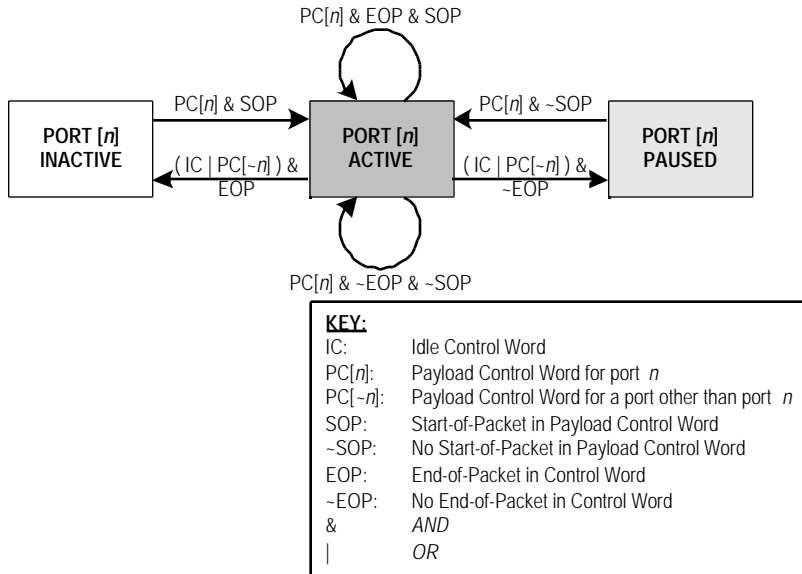 PC[n] & EOP & SOP
PC[n] & SOP
PC[n] & ~SOP
PORT [n]
INACTIVE
PORT [n]
ACTIVE
PORT [n]
PAUSED
( IC | PC[~n] ) &
EOP
( IC | PC[~n] ) &
~EOP
PC[n] & ~EOP & ~SOP
KEY:
IC: Idle Control Word
PC[n]: Payload Control Word for port n
PC[~n]: Payload Control Word for a port other than port n
SOP: Start-of-Packet in Payload Control Word
~SOP: No Start-of-Packet in Payload Control Word
EOP: End-of-Packet in Control Word
~EOP: No End-of-Packet in Control Word
& AND
| OR